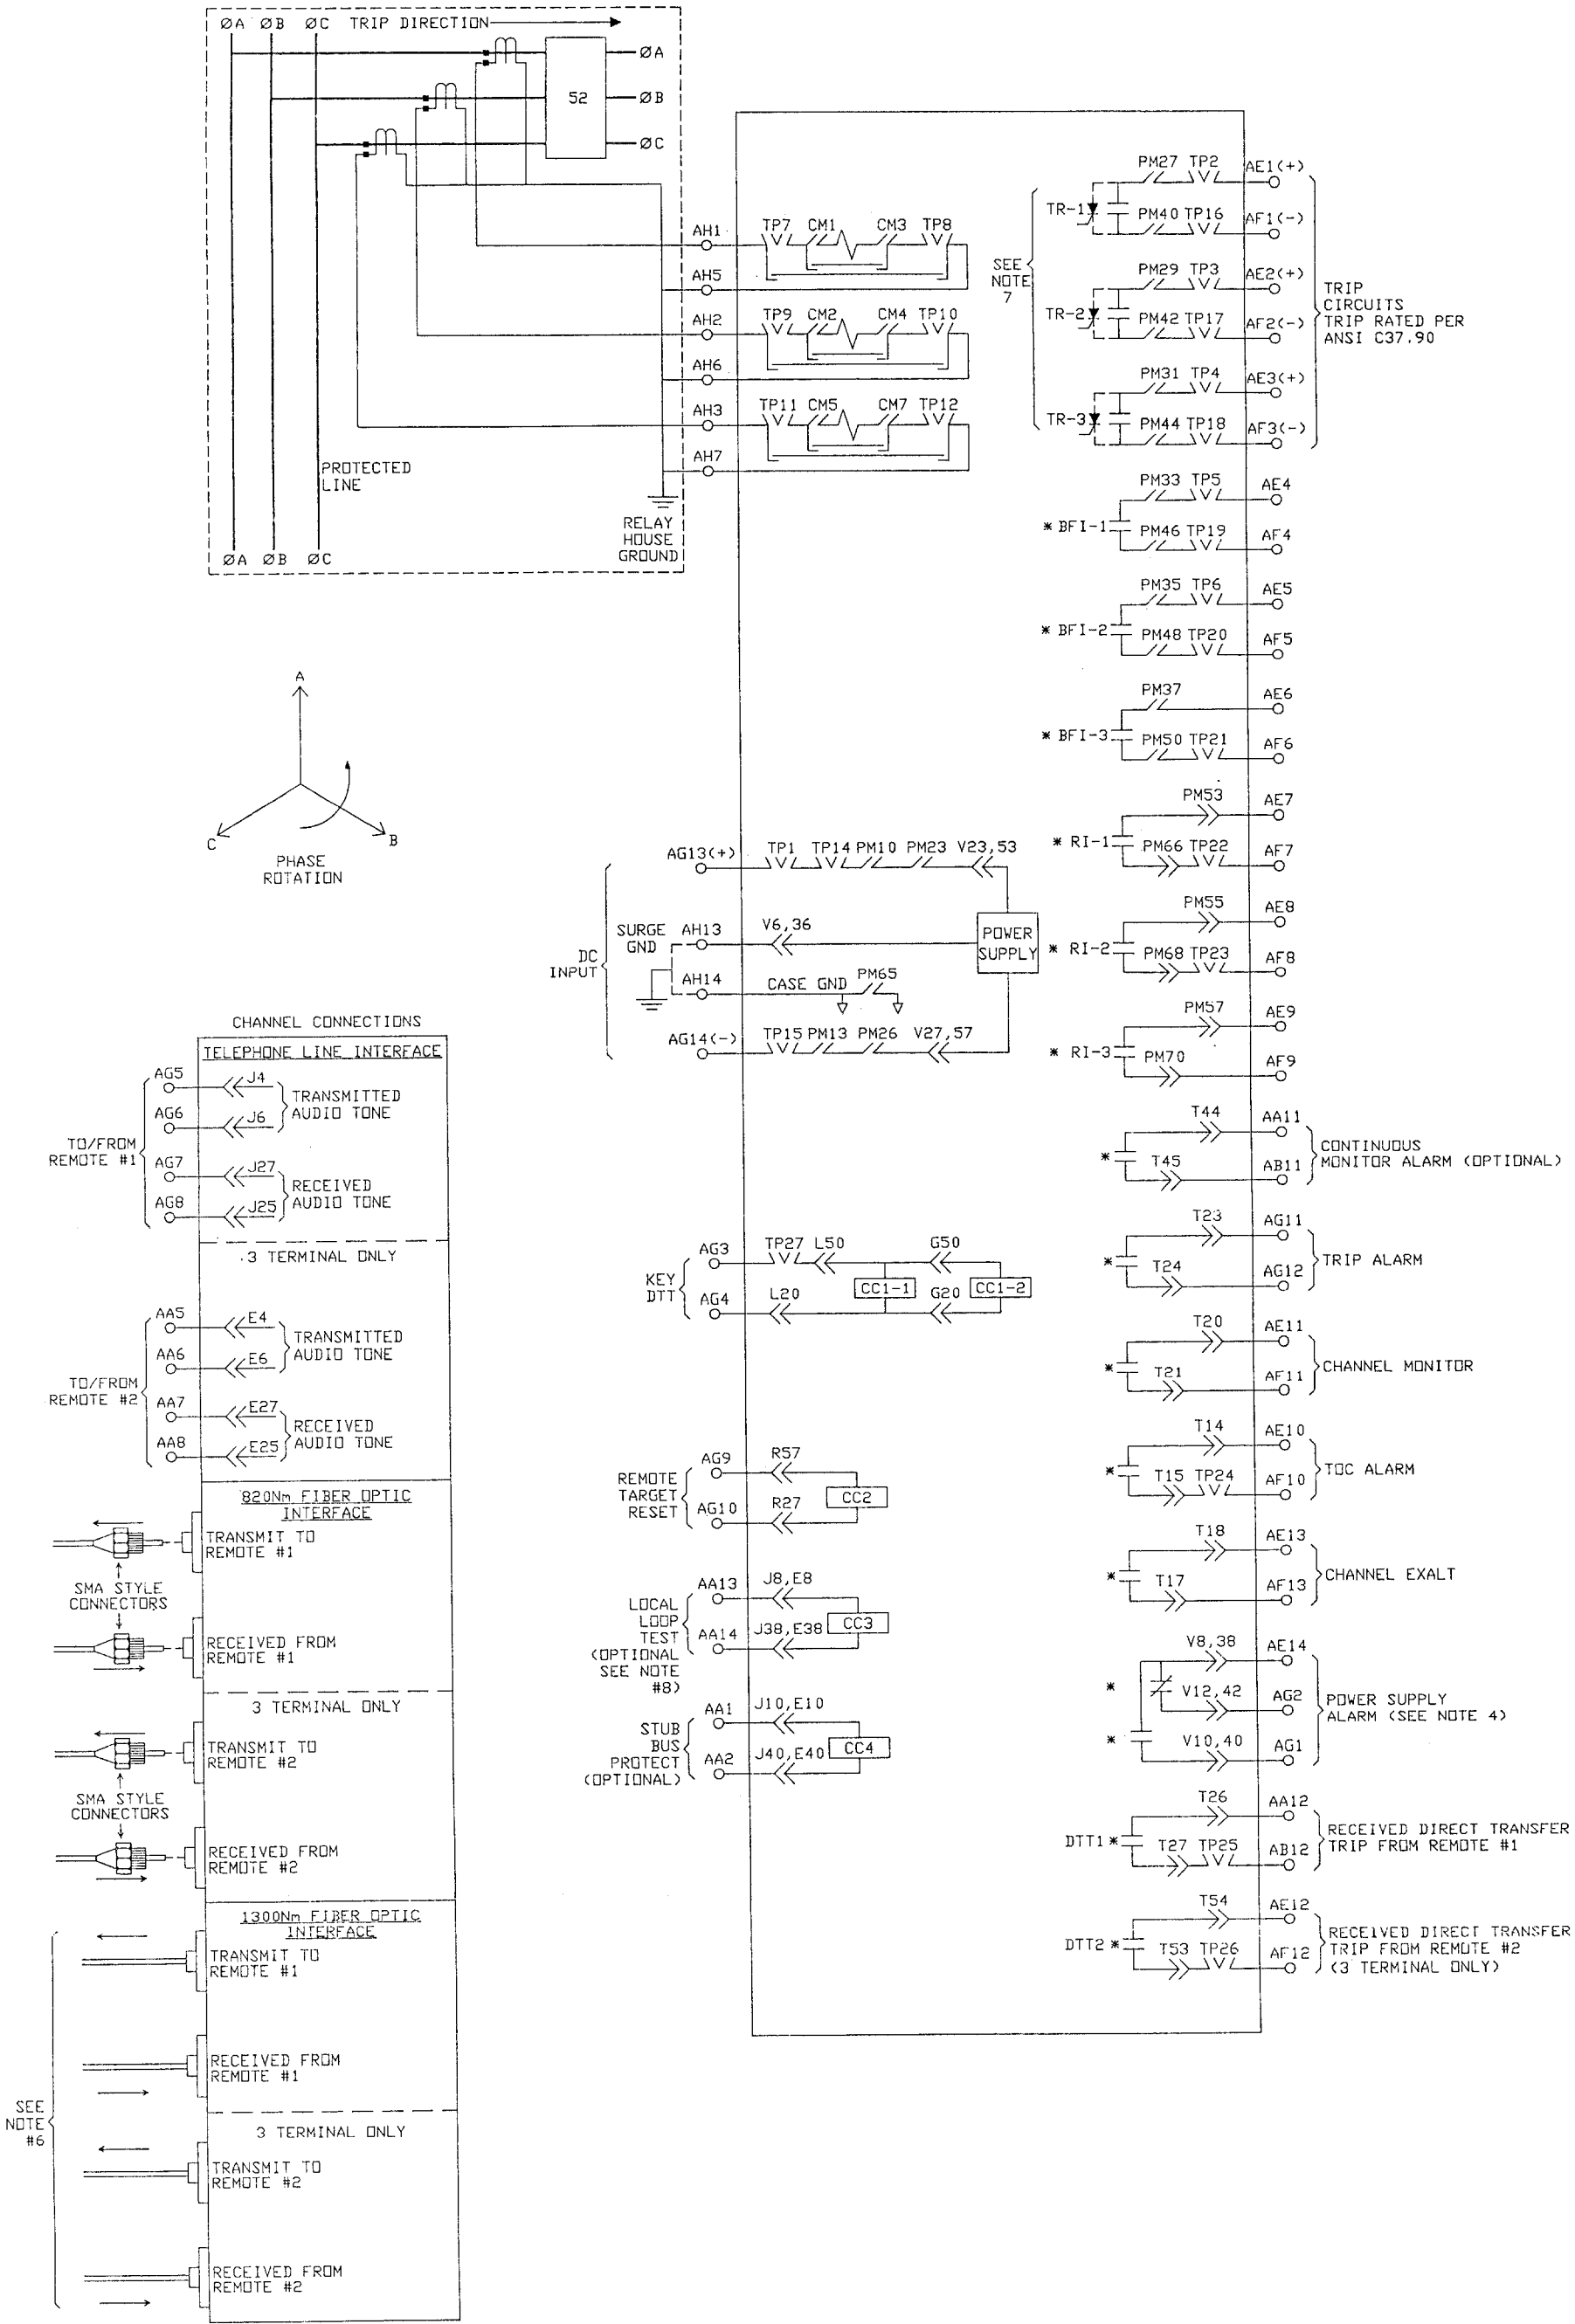 ØA ØB ØC TRIP DIRECTION
ØA
52
ØB
ØC
PROTECTED
LINE
RELAY
HOUSE
GROUND
ØA ØB ØC
AH1 TP7 CM1 CM3 TP8
AH5
AH2 TP9 CM2 CM4 TP10
AH6
AH3 TP11 CM5 CM7 TP12
AH7
PM27 TP2 AE1(+)
TR-1 PM40 TP16 AF1(-)
SEE
NOTE
7
PM29 TP3 AE2(+)
TR-2 PM42 TP17 AF2(-)
PM31 TP4 AE3(+)
TR-3 PM44 TP18 AF3(-)
TRIP
CIRCUITS
TRIP RATED PER
ANSI C37.90
PM33 TP5 AE4
* BFI-1 PM46 TP19 AF4
PM35 TP6 AE5
* BFI-2 PM48 TP20 AF5
PM37 AE6
* BFI-3 PM50 TP21 AF6
PM53 AE7
* RI-1 PM66 TP22 AF7
PM55 AE8
* RI-2 PM68 TP23 AF8
PM57 AE9
* RI-3 PM70 AF9
A
C
B
PHASE
ROTATION
AG13(+) TP1 TP14 PM10 PM23 V23,53
SURGE
GND
AH13 V6,36
POWER
SUPPLY
DC
INPUT
AH14 CASE GND PM65
AG14(-) TP15 PM13 PM26 V27,57
T44 AA11
* T45 AB11
CONTINUOUS
MONITOR ALARM (OPTIONAL)
T23 AG11
* T24 AG12
TRIP ALARM
T20 AE11
* T21 AF11
CHANNEL MONITOR
T14 AE10
* T15 TP24 AF10
TOC ALARM
T18 AE13
* T17 AF13
CHANNEL EXALT
V8,38 AE14
* V12,42 AG2
* V10,40 AG1
POWER SUPPLY
ALARM (SEE NOTE 4)
T26 AA12
DTT1 * T27 TP25 AB12
RECEIVED DIRECT TRANSFER
TRIP FROM REMOTE #1
T54 AE12
DTT2 * T53 TP26 AF12
RECEIVED DIRECT TRANSFER
TRIP FROM REMOTE #2
(3 TERMINAL ONLY)
KEY
DTT
AG3 TP27 L50 G50
CC1-1 CC1-2
AG4 L20 G20
REMOTE
TARGET
RESET
AG9 R57
CC2
AG10 R27
LOCAL
LOOP
TEST
(OPTIONAL
SEE NOTE
#8)
AA13 J8,E8
CC3
AA14 J38,E38
STUB
BUS
PROTECT
(OPTIONAL)
AA1 J10,E10
CC4
AA2 J40,E40
CHANNEL CONNECTIONS
TELEPHONE LINE INTERFACE
AG5 J4
AG6 J6
TRANSMITTED
AUDIO TONE
TO/FROM
REMOTE #1
AG7 J27
AG8 J25
RECEIVED
AUDIO TONE
3 TERMINAL ONLY
AA5 E4
AA6 E6
TRANSMITTED
AUDIO TONE
TO/FROM
REMOTE #2
AA7 E27
AA8 E25
RECEIVED
AUDIO TONE
820Nm FIBER OPTIC
INTERFACE
TRANSMIT TO
REMOTE #1
SMA STYLE
CONNECTORS
RECEIVED FROM
REMOTE #1
3 TERMINAL ONLY
TRANSMIT TO
REMOTE #2
SMA STYLE
CONNECTORS
RECEIVED FROM
REMOTE #2
1300Nm FIBER OPTIC
INTERFACE
TRANSMIT TO
REMOTE #1
RECEIVED FROM
REMOTE #1
SEE
NOTE
#6
3 TERMINAL ONLY
TRANSMIT TO
REMOTE #2
RECEIVED FROM
REMOTE #2